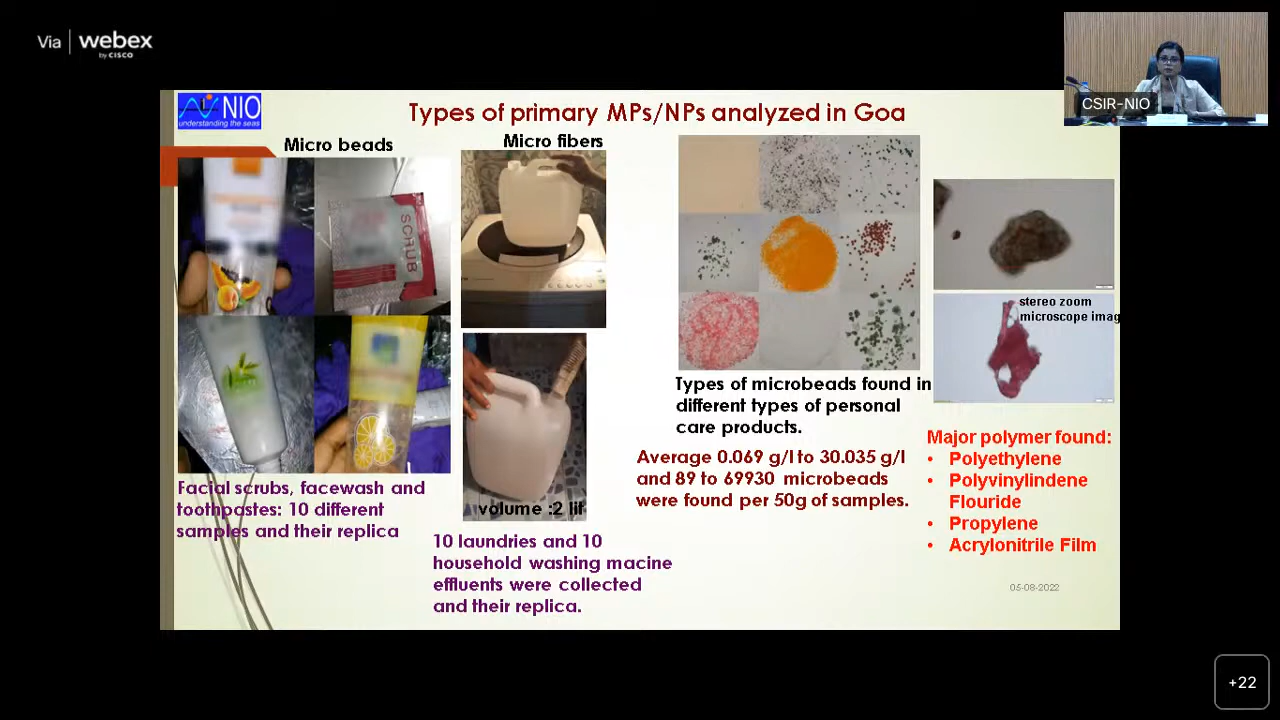 Via webex
by CISCO
CSIR-NIO
NIO
understanding the seas
Types of primary MPs/NPs analyzed in Goa
Micro beads
Micro fibers
SCRUB
stereo zoom
microscope imag
volume :2 lit
Types of microbeads found in
different types of personal
care products.
Average 0.069 g/l to 30.035 g/l
and 89 to 69930 microbeads
were found per 50g of samples.
Major polymer found:
• Polyethylene
• Polyvinylindene
Flouride
• Propylene
• Acrylonitrile Film
Facial scrubs, facewash and
toothpastes: 10 different
samples and their replica
10 laundries and 10
household washing macine
effluents were collected
and their replica.
05-08-2022
+22